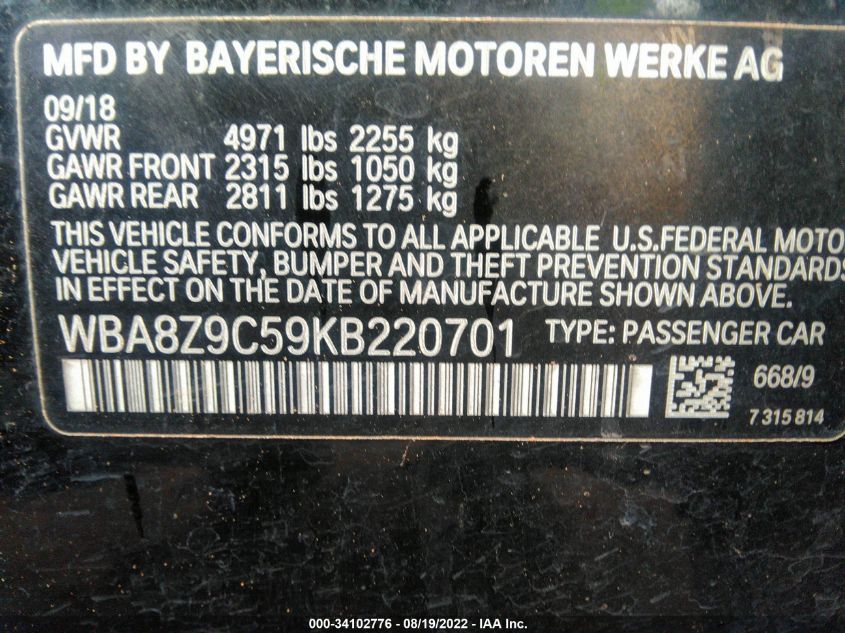 MFD BY BAYERISCHE MOTOREN WERKE AG
09/18
GVWR 4971 lbs 2255 kg
GAWR FRONT 2315 lbs 1050 kg
GAWR REAR 2811 lbs 1275 kg
THIS VEHICLE CONFORMS TO ALL APPLICABLE U.S.FEDERAL MOTO
VEHICLE SAFETY, BUMPER AND THEFT PREVENTION STANDARDS
IN EFFECT ON THE DATE OF MANUFACTURE SHOWN ABOVE.
WBA8Z9C59KB220701 TYPE: PASSENGER CAR
668/9
7 315 814
000-34102776 - 08/19/2022 - IAA Inc.